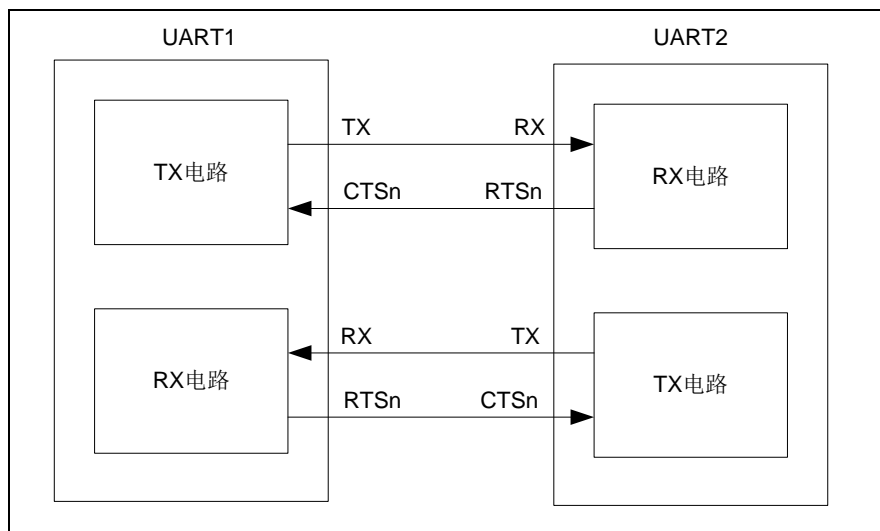 UART1
UART2
TX
RX
TX电路
RX电路
CTSn
RTSn
RX
TX
RX电路
TX电路
RTSn
CTSn